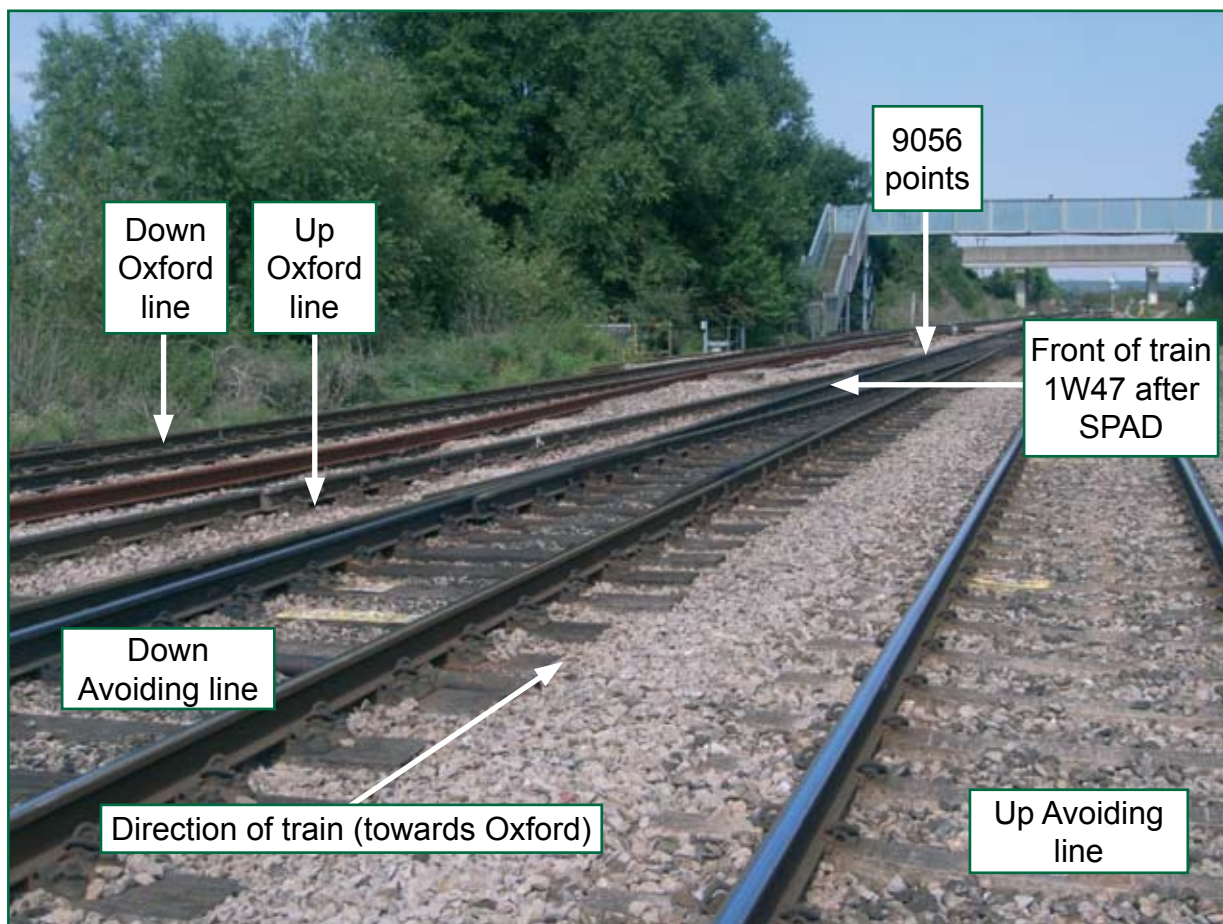 9056
points
Down
Oxford
line
Up
Oxford
line
Front of train
1W47 after
SPAD
Down
Avoiding line
Direction of train (towards Oxford)
Up Avoiding
line